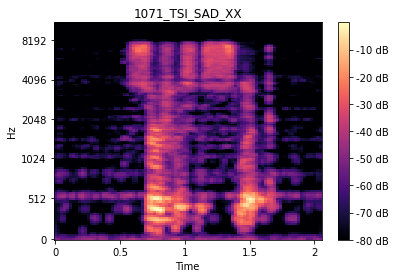 1071_TSI_SAD_XX
8192
4096
2048
1024
512
0
Hz
0
0.5
1
1.5
2
Time
-10 dB
-20 dB
-30 dB
-40 dB
-50 dB
-60 dB
-70 dB
-80 dB